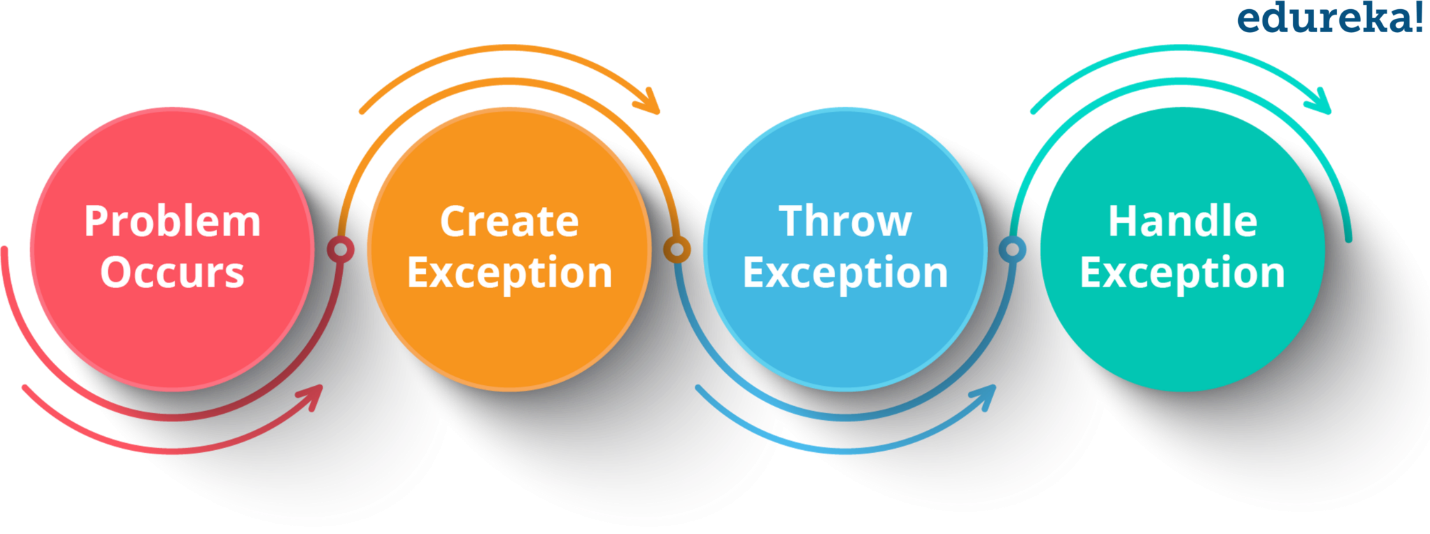 edureka!
Problem
Occurs
Create
Exception
Throw
Exception
Handle
Exception